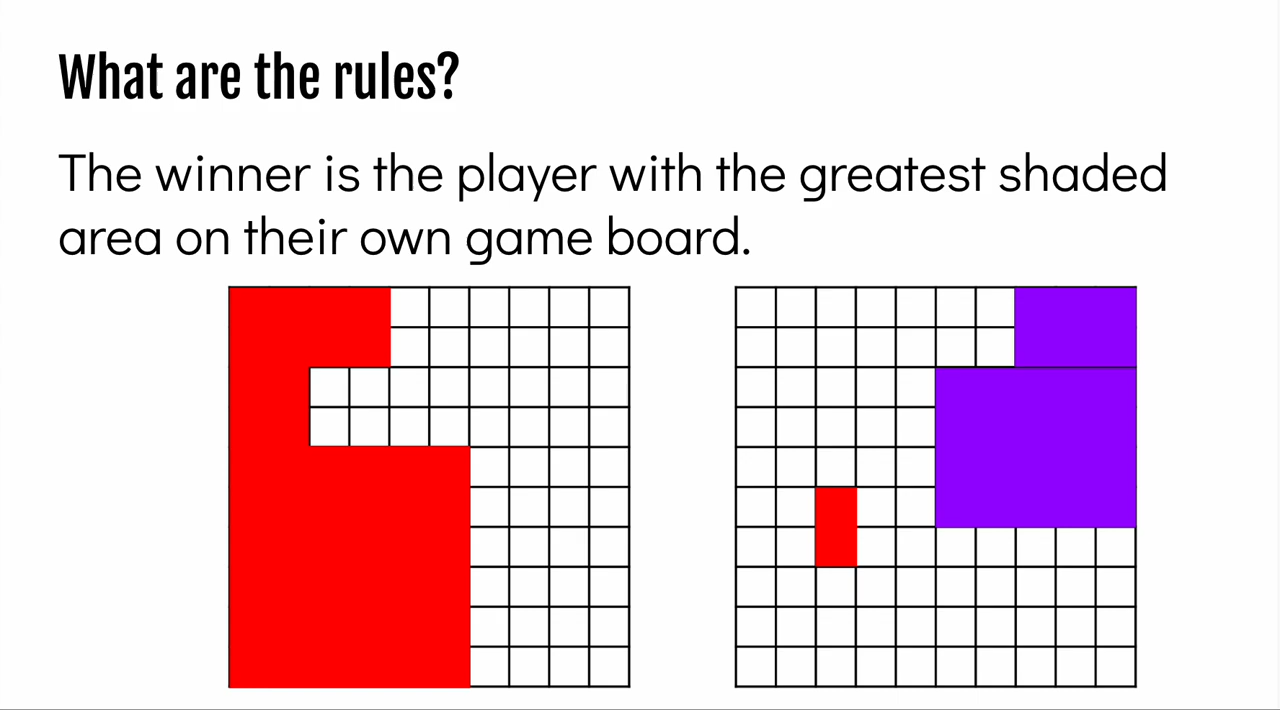 What are the rules?
The winner is the player with the greatest shaded
area on their own game board.